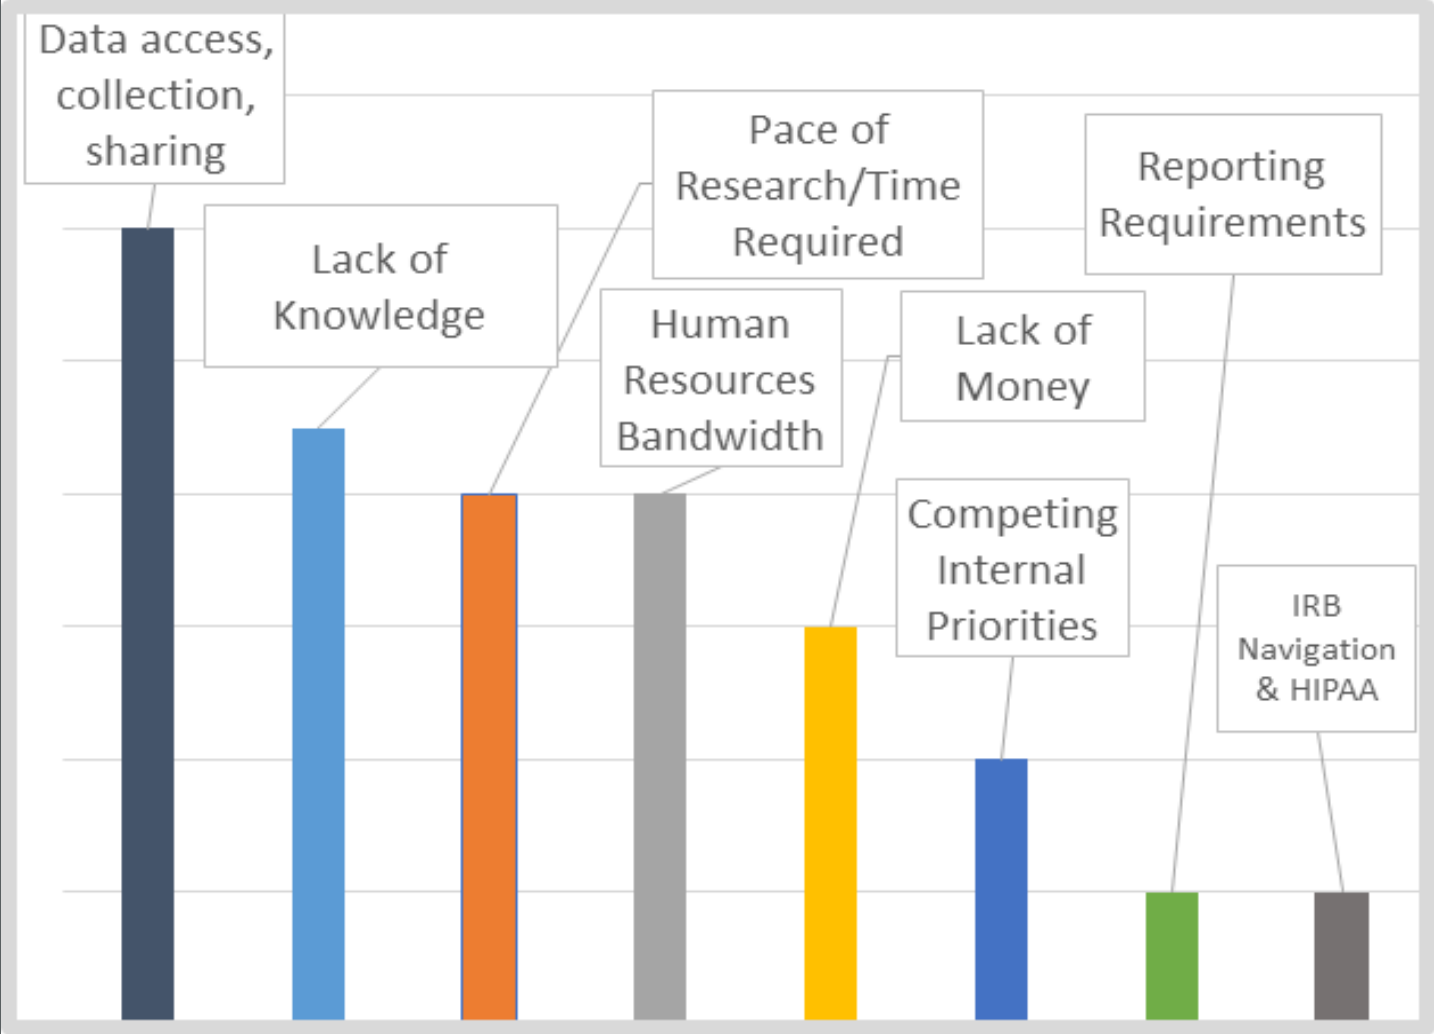 Data access,
collection,
sharing
Lack of
Knowledge
Pace of
Research/Time
Required
Human
Resources
Bandwidth
Lack of
Money
Competing
Internal
Priorities
Reporting
Requirements
IRB
Navigation
& HIPAA